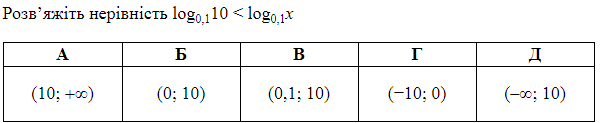 Розв’яжіть нерівність log₀,₁10 < log₀,₁x
А Б В Г Д
(10; +∞) (0; 10) (0,1; 10) (−10; 0) (−∞; 10)